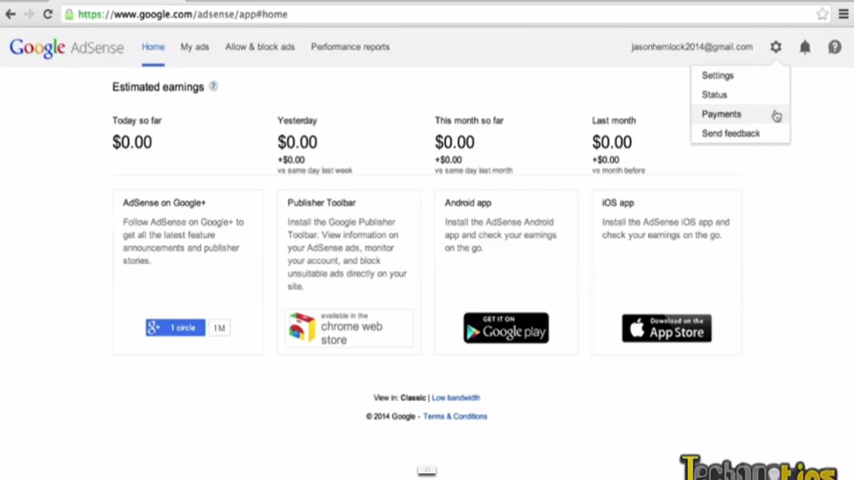 https://www.google.com/adsense/app#home
Google AdSense
Home My ads Allow & block ads Performance reports
jasonhemlock2014@gmail.com
Settings
Status
Payments
Send feedback
Estimated earnings ?
Today so far
$0.00
Yesterday
$0.00
+$0.00
vs same day last week
This month so far
$0.00
+$0.00
vs same day last month
Last month
$0.00
+$0.00
vs month before
AdSense on Google+
Follow AdSense on Google+ to
get all the latest feature
announcements and publisher
stories.
g+ 1 circle 1M
Publisher Toolbar
Install the Google Publisher
Toolbar. View information on
your AdSense ads, monitor
your account, and block
unsuitable ads directly on your
site.
available in the
chrome web
store
Android app
Install the AdSense Android
app and check your earnings
on the go.
GET IT ON
Google play
iOS app
Install the AdSense iOS app and
check your earnings on the go.
Download on the
App Store
View in: Classic | Low bandwidth
© 2014 Google - Terms & Conditions